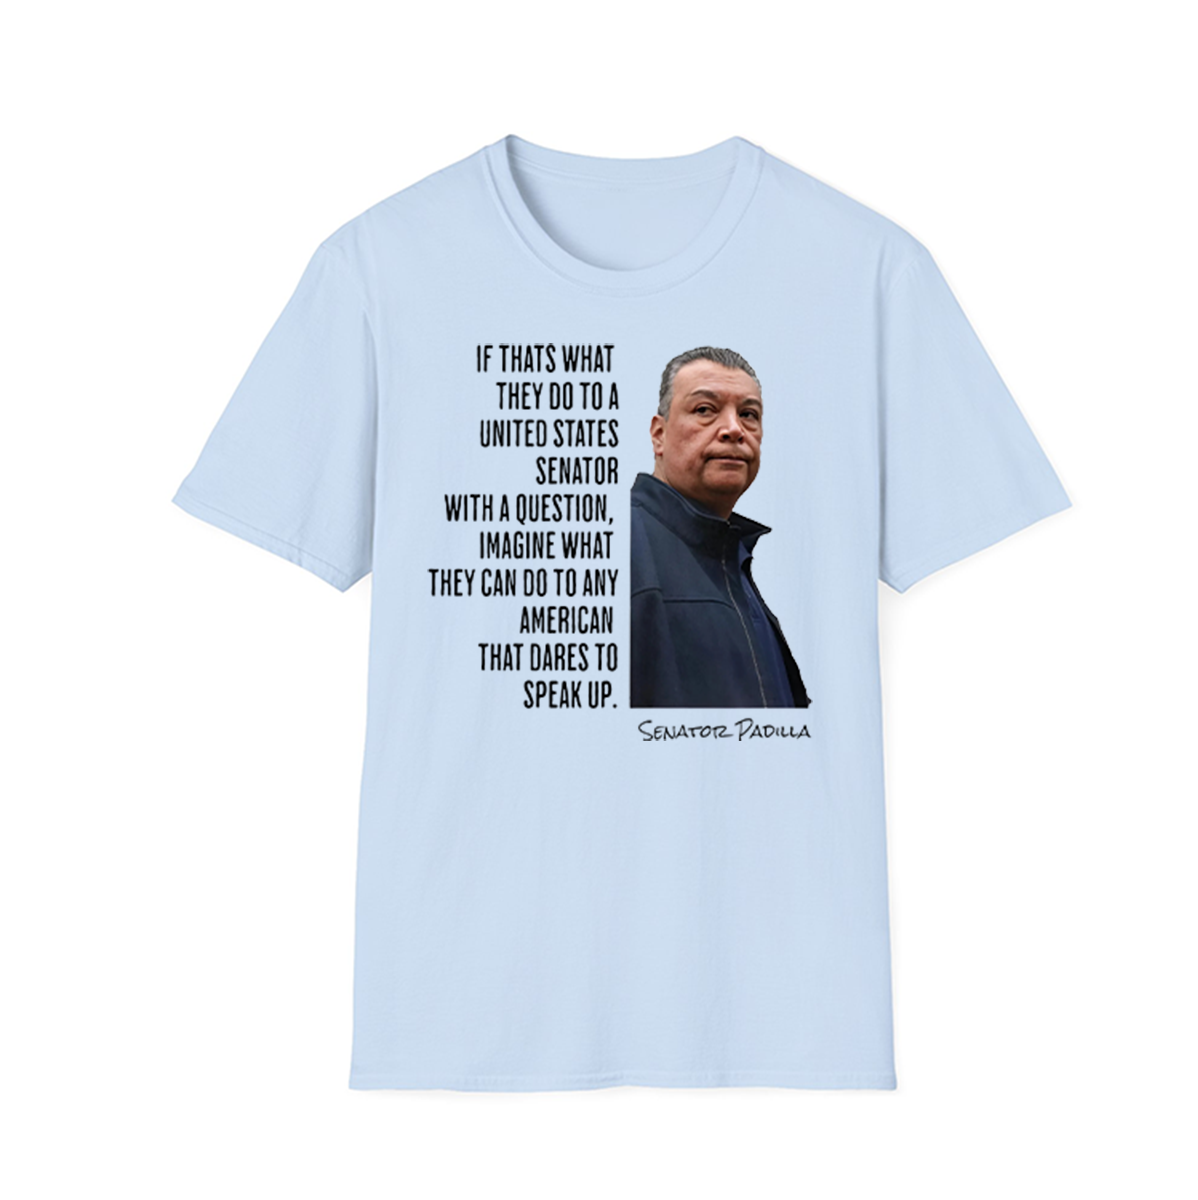 IF THATS WHAT
THEY DO TO A
UNITED STATES
SENATOR
WITH A QUESTION,
IMAGINE WHAT
THEY CAN DO TO ANY
AMERICAN
THAT DARES TO
SPEAK UP.
SENATOR PADILLA